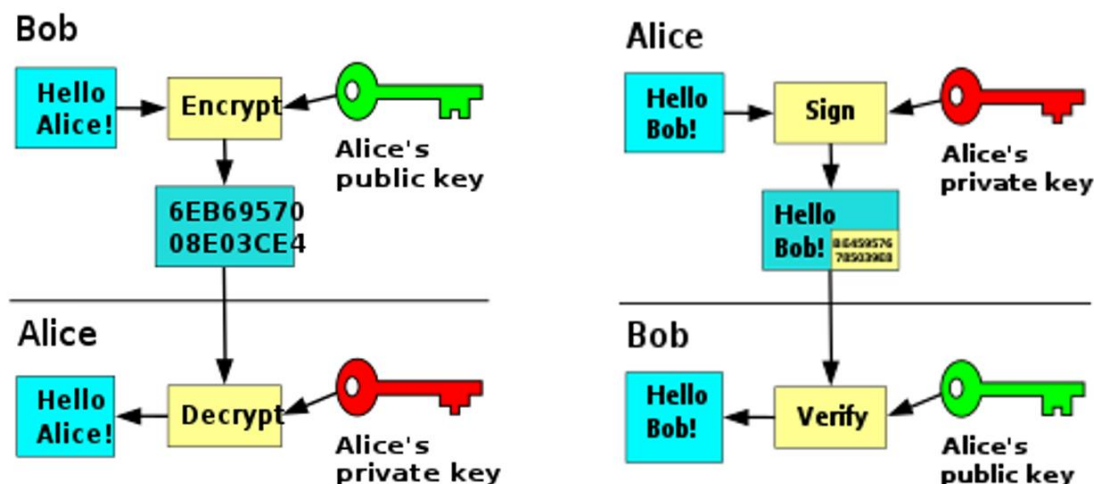 Bob
Hello
Alice!
Encrypt
Alice's
public key
6EB69570
08E03CE4
Alice
Hello
Alice!
Decrypt
Alice's
private key
Alice
Hello
Bob!
Sign
Alice's
private key
Hello
Bob!
Bob
Hello
Bob!
Verify
Alice's
public key